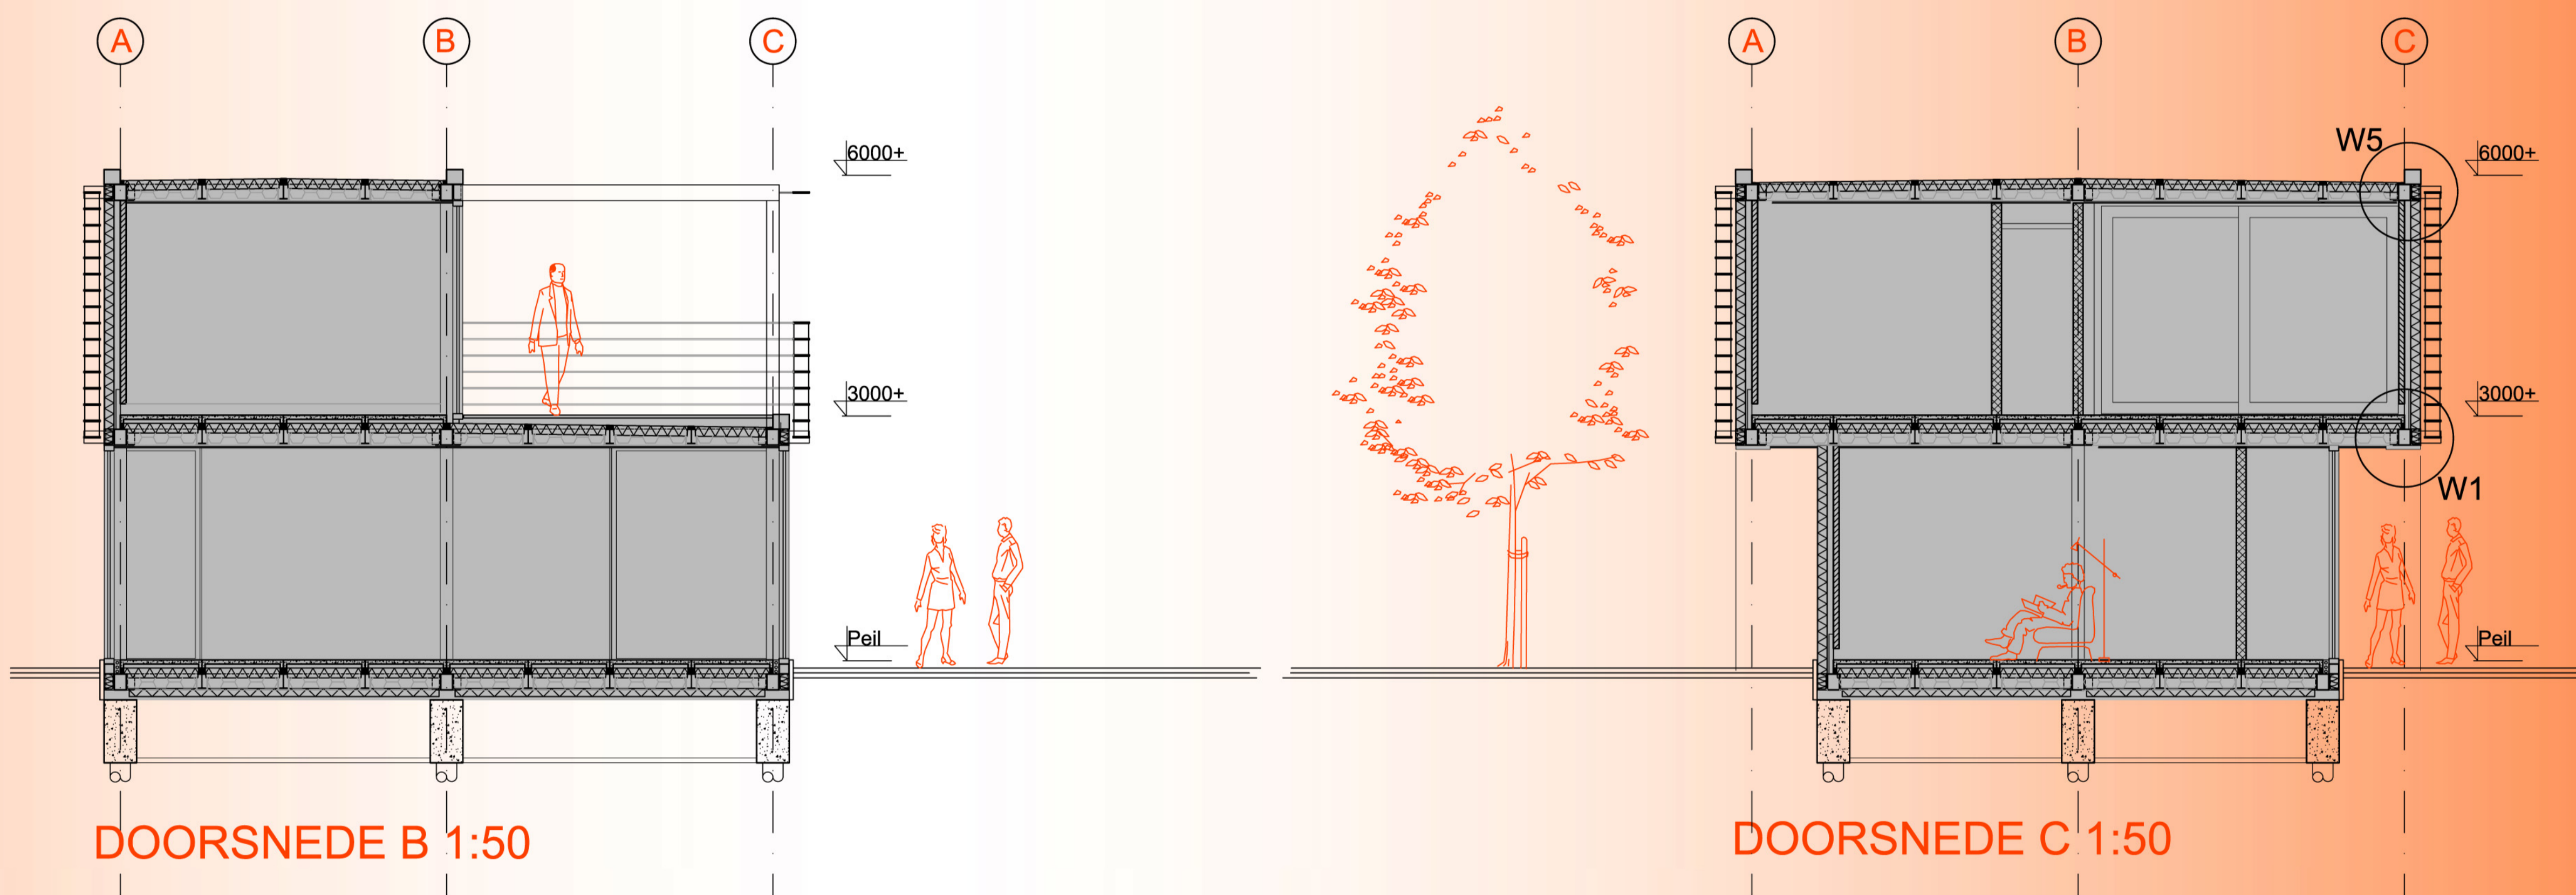 A
B
C
6000+
3000+
Peil
DOORSNEDE B 1:50
A
B
C
W5
6000+
3000+
W1
Peil
DOORSNEDE C 1:50